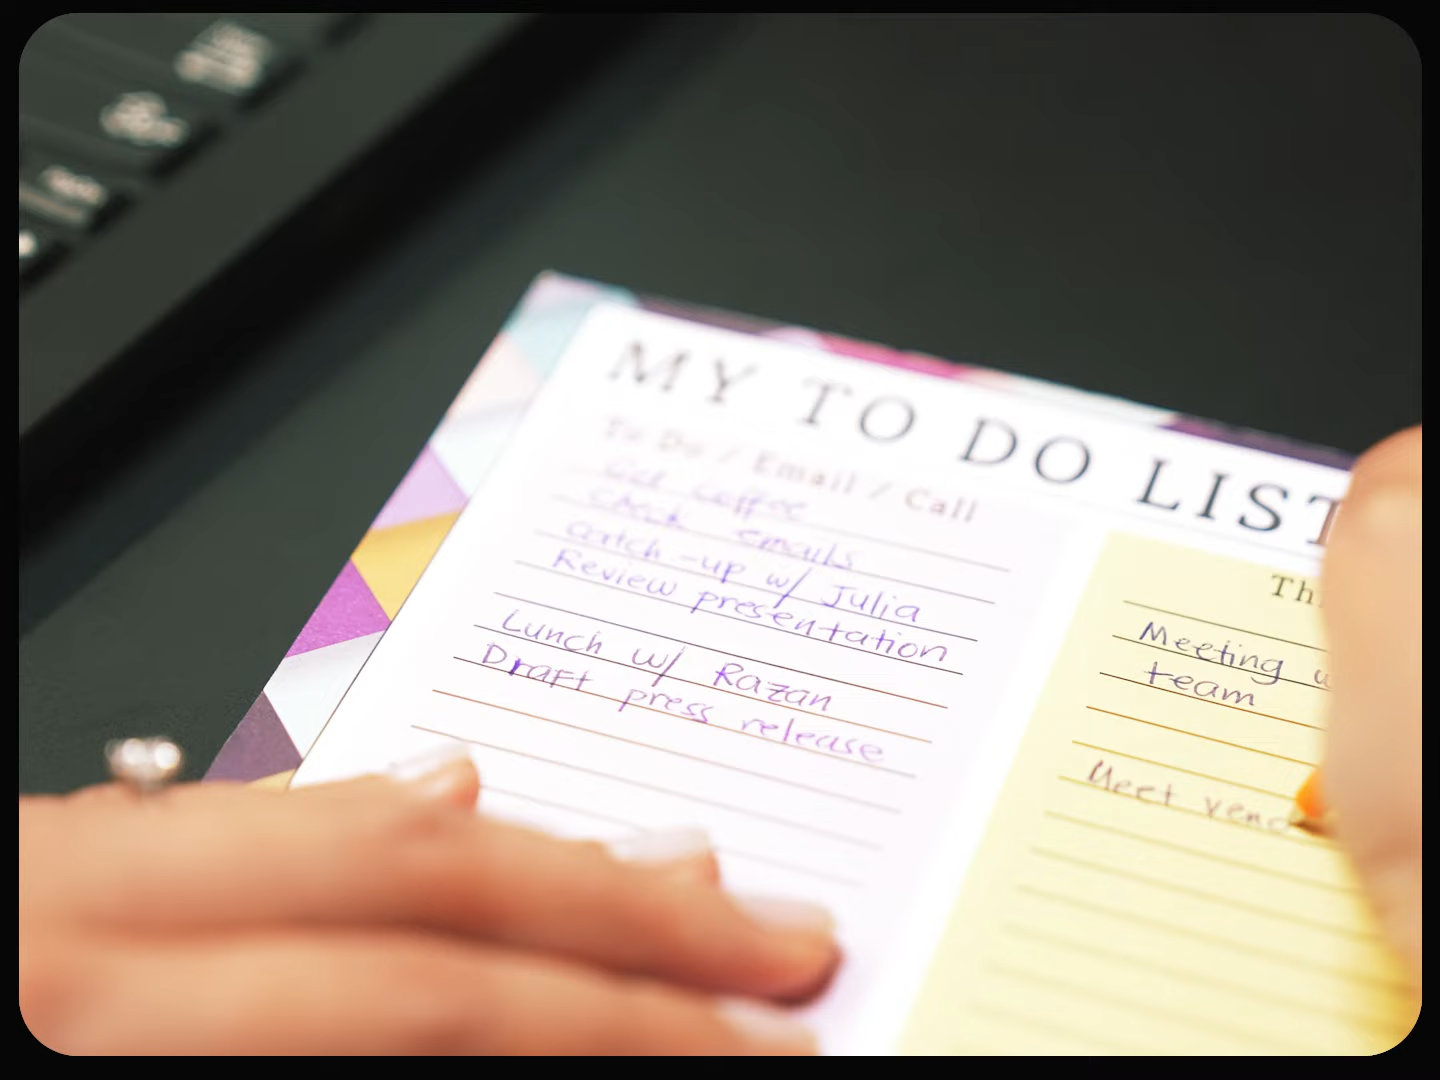 MY TO DO LIST
To Do / Email / Call
Get coffee
check emails
catch-up w/ Julia
Review presentation
Lunch w/ Razan
Draft press release
Meeting
team
Meet